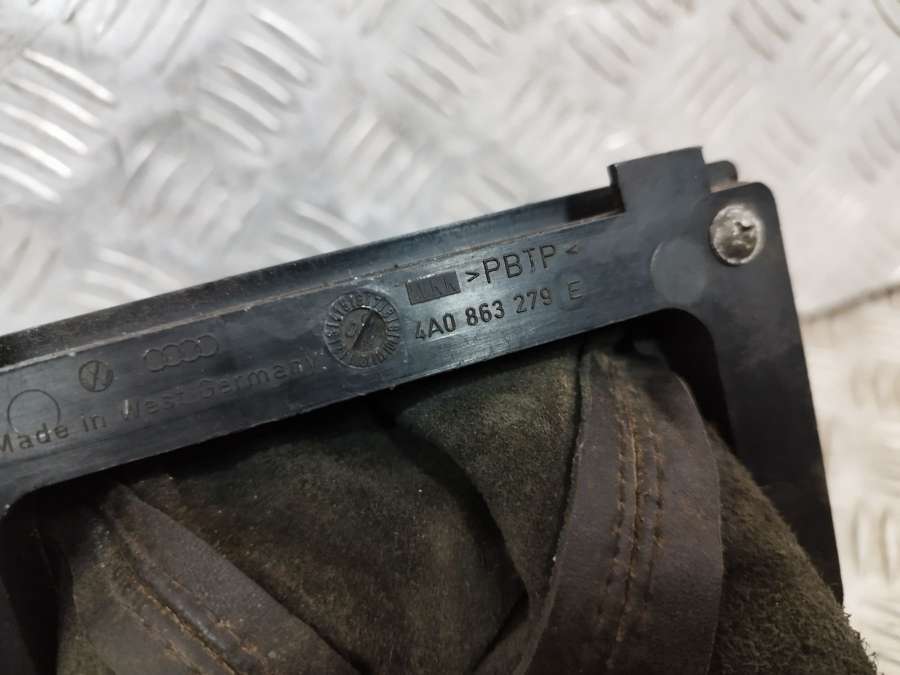 >PBTP<
4A0 863 279 E
Made in West Germany